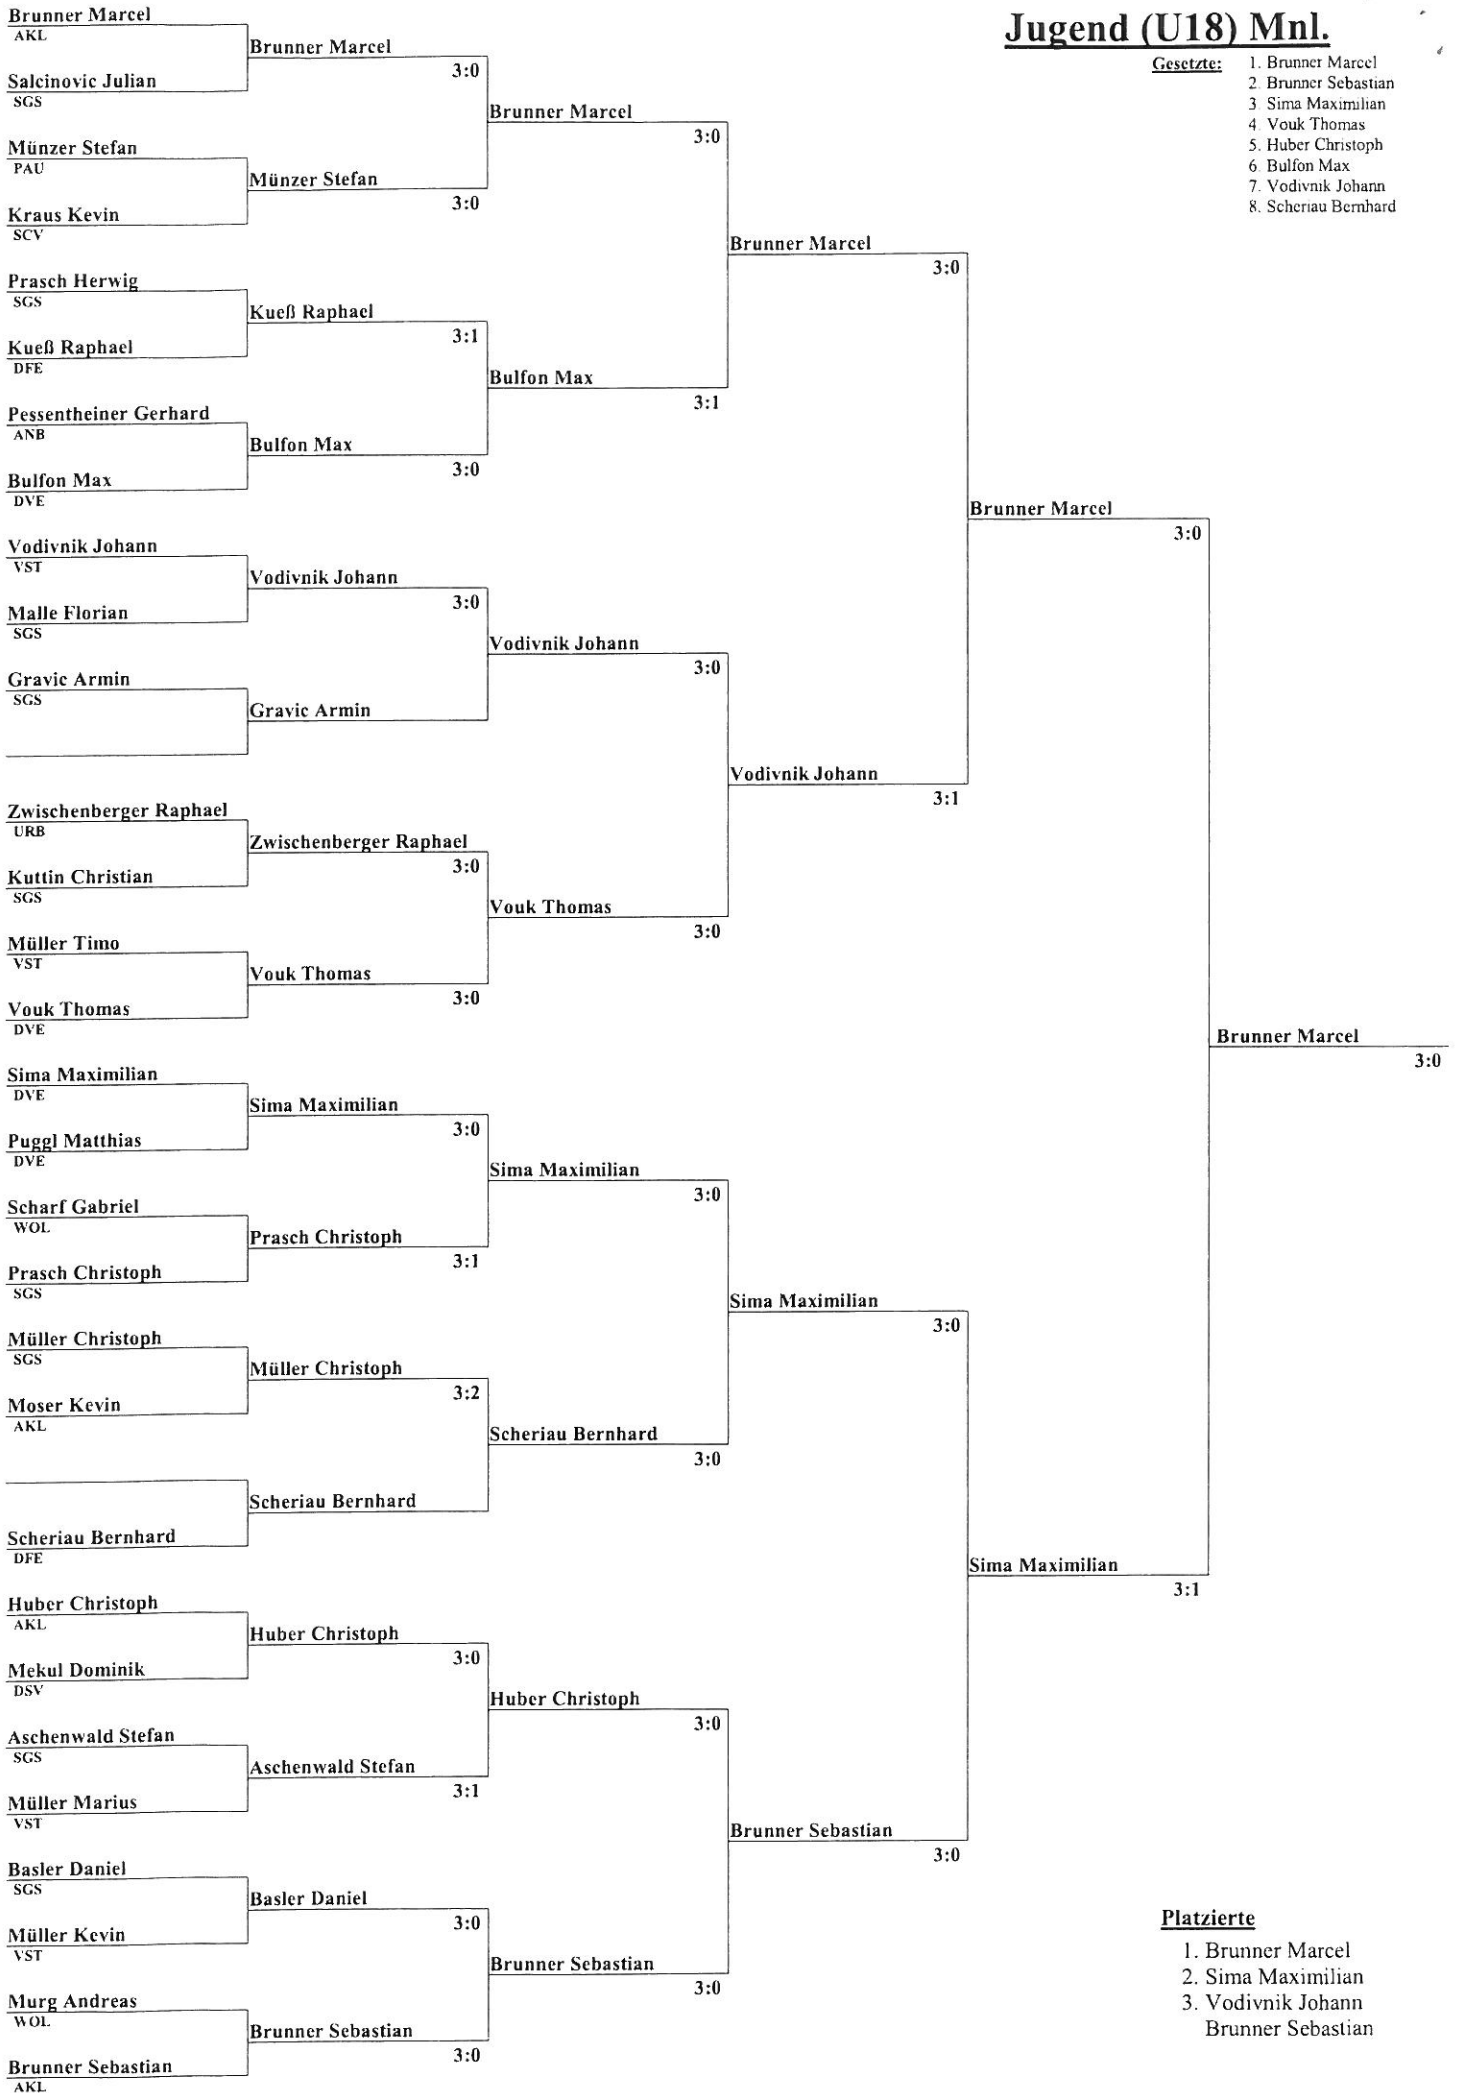 Jugend (U18) Mnl.
Gesetzte:
1. Brunner Marcel
2. Brunner Sebastian
3. Sima Maximilian
4. Vouk Thomas
5. Huber Christoph
6. Bulfon Max
7. Vodivnik Johann
8. Scheriau Bernhard
Brunner Marcel
AKL
Salcinovic Julian
SGS
Münzer Stefan
PAU
Kraus Kevin
SCV
Prasch Herwig
SGS
Kueß Raphael
DFE
Pessentheiner Gerhard
ANB
Bulfon Max
DVE
Vodivnik Johann
VST
Malle Florian
SGS
Gravic Armin
SGS
Zwischenberger Raphael
URB
Kuttin Christian
SGS
Müller Timo
VST
Vouk Thomas
DVE
Sima Maximilian
DVE
Puggl Matthias
DVE
Scharf Gabriel
WOL
Prasch Christoph
SGS
Müller Christoph
SGS
Moser Kevin
AKL
Scheriau Bernhard
DFE
Huber Christoph
AKL
Mekul Dominik
DSV
Aschenwald Stefan
SGS
Müller Marius
VST
Basler Daniel
SGS
Müller Kevin
VST
Murg Andreas
WOL
Brunner Sebastian
AKL
Brunner Marcel
3:0
Münzer Stefan
3:0
Kueß Raphael
3:1
Bulfon Max
3:0
Vodivnik Johann
3:0
Gravic Armin
Zwischenberger Raphael
3:0
Vouk Thomas
3:0
Sima Maximilian
3:0
Prasch Christoph
3:1
Müller Christoph
3:2
Scheriau Bernhard
Huber Christoph
3:0
Aschenwald Stefan
3:1
Basler Daniel
3:0
Brunner Sebastian
3:0
Brunner Marcel
3:0
Bulfon Max
3:1
Vodivnik Johann
3:0
Vouk Thomas
3:0
Sima Maximilian
3:0
Scheriau Bernhard
3:0
Huber Christoph
3:0
Brunner Sebastian
3:0
Brunner Marcel
3:0
Vodivnik Johann
3:1
Sima Maximilian
3:0
Brunner Sebastian
3:0
Brunner Marcel
3:0
Sima Maximilian
3:1
Brunner Marcel
3:0
Platzierte
1. Brunner Marcel
2. Sima Maximilian
3. Vodivnik Johann
Brunner Sebastian